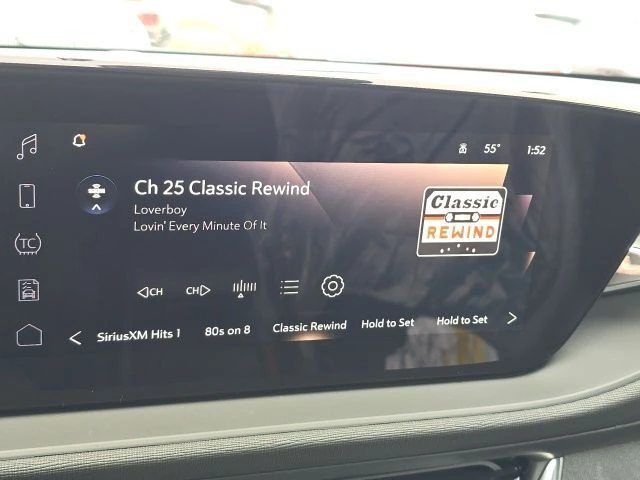 55° 1:52
Ch 25 Classic Rewind
Loverboy
Lovin' Every Minute Of It
Classic
REWIND
TC
CH CH
SiriusXM Hits 1 80s on 8 Classic Rewind Hold to Set Hold to Set